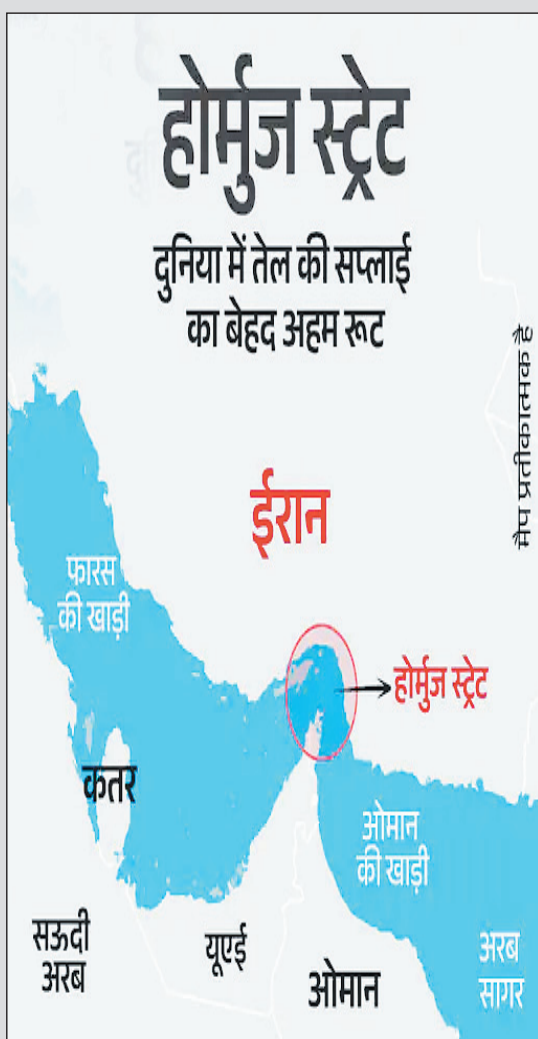 होर्मुज स्ट्रेट
दुनिया में तेल की सप्लाई
का बेहद अहम रूट
मैप प्रतीकात्मक है
ईरान
फारस
की खाड़ी
होर्मुज स्ट्रेट
कतर
ओमान
की खाड़ी
सऊदी
अरब
यूएई
ओमान
अरब
सागर